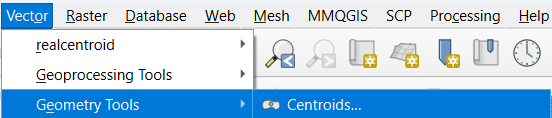 Vector Raster Database Web Mesh MMQGIS SCP Processing Help
realcentroid
Geoprocessing Tools
Geometry Tools Centroids...